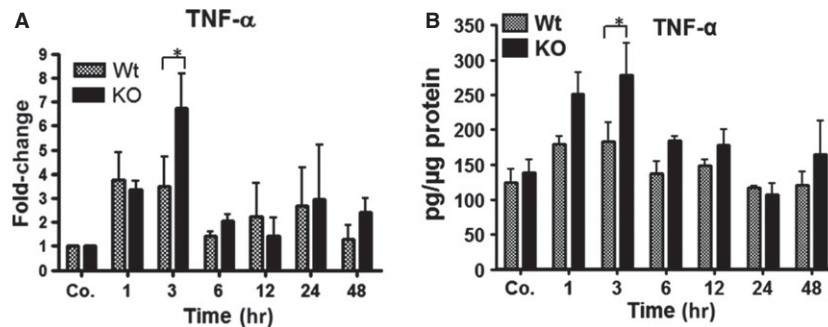 A
TNF-α
Wt
KO
*
Fold-change
9
8
7
6
5
4
3
2
1
0
Co. 1 3 6 12 24 48
Time (hr)
B
TNF-α
Wt
KO
*
pg/µg protein
350
300
250
200
150
100
50
0
Co. 1 3 6 12 24 48
Time (hr)